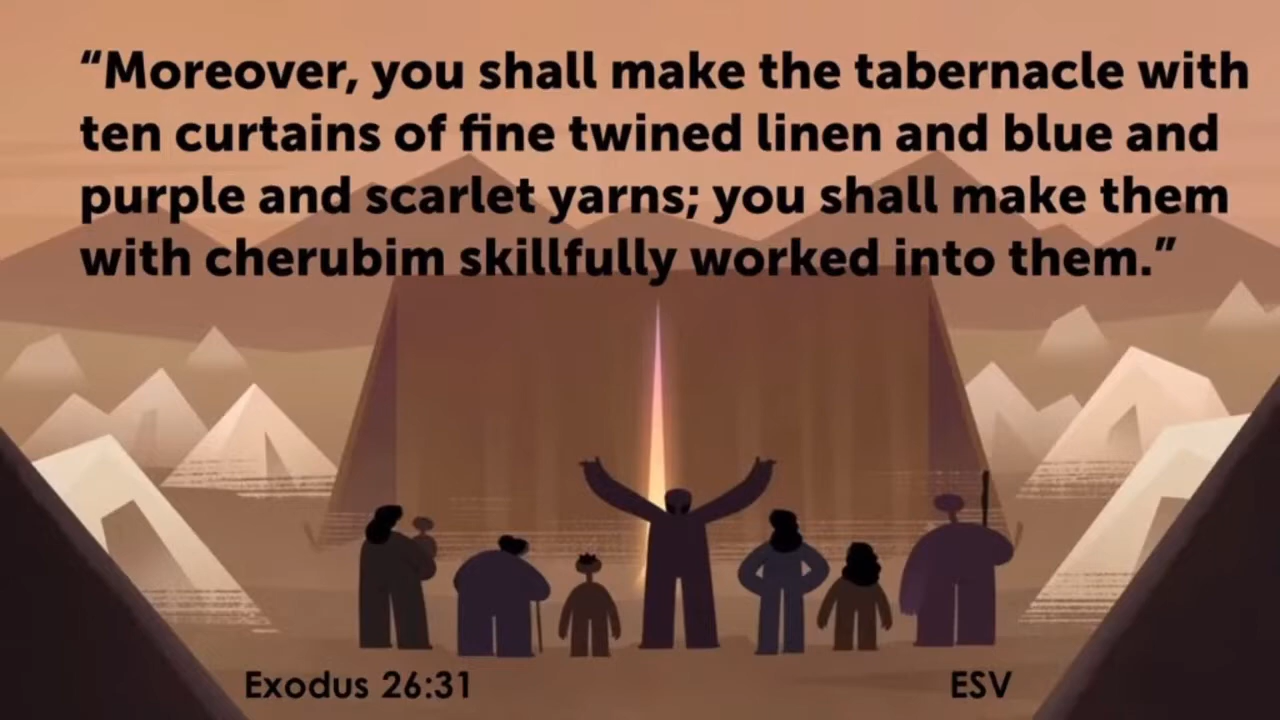 “Moreover, you shall make the tabernacle with
ten curtains of fine twined linen and blue and
purple and scarlet yarns; you shall make them
with cherubim skillfully worked into them.”
Exodus 26:31
ESV